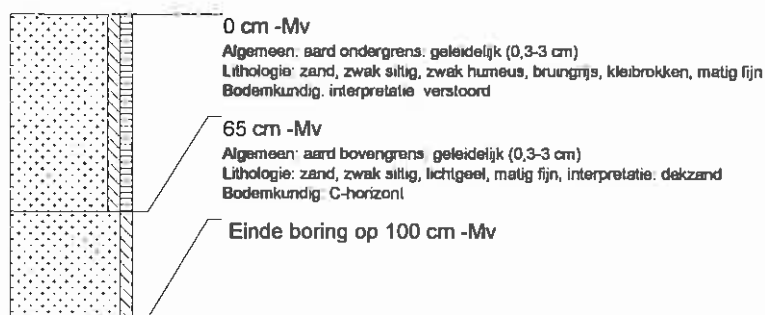 0 cm -Mv
Algemeen: aard ondergrens: geleidelijk (0,3-3 cm)
Lithologie: zand, zwak siltig, zwak humeus, bruingrijs, kleibrokken, matig fijn
Bodemkundig: interpretatie: verstoord
65 cm -Mv
Algemeen: aard bovengrens: geleidelijk (0,3-3 cm)
Lithologie: zand, zwak siltig, lichtgeel, matig fijn, interpretatie: dekzand
Bodemkundig: C-horizont
Einde boring op 100 cm -Mv